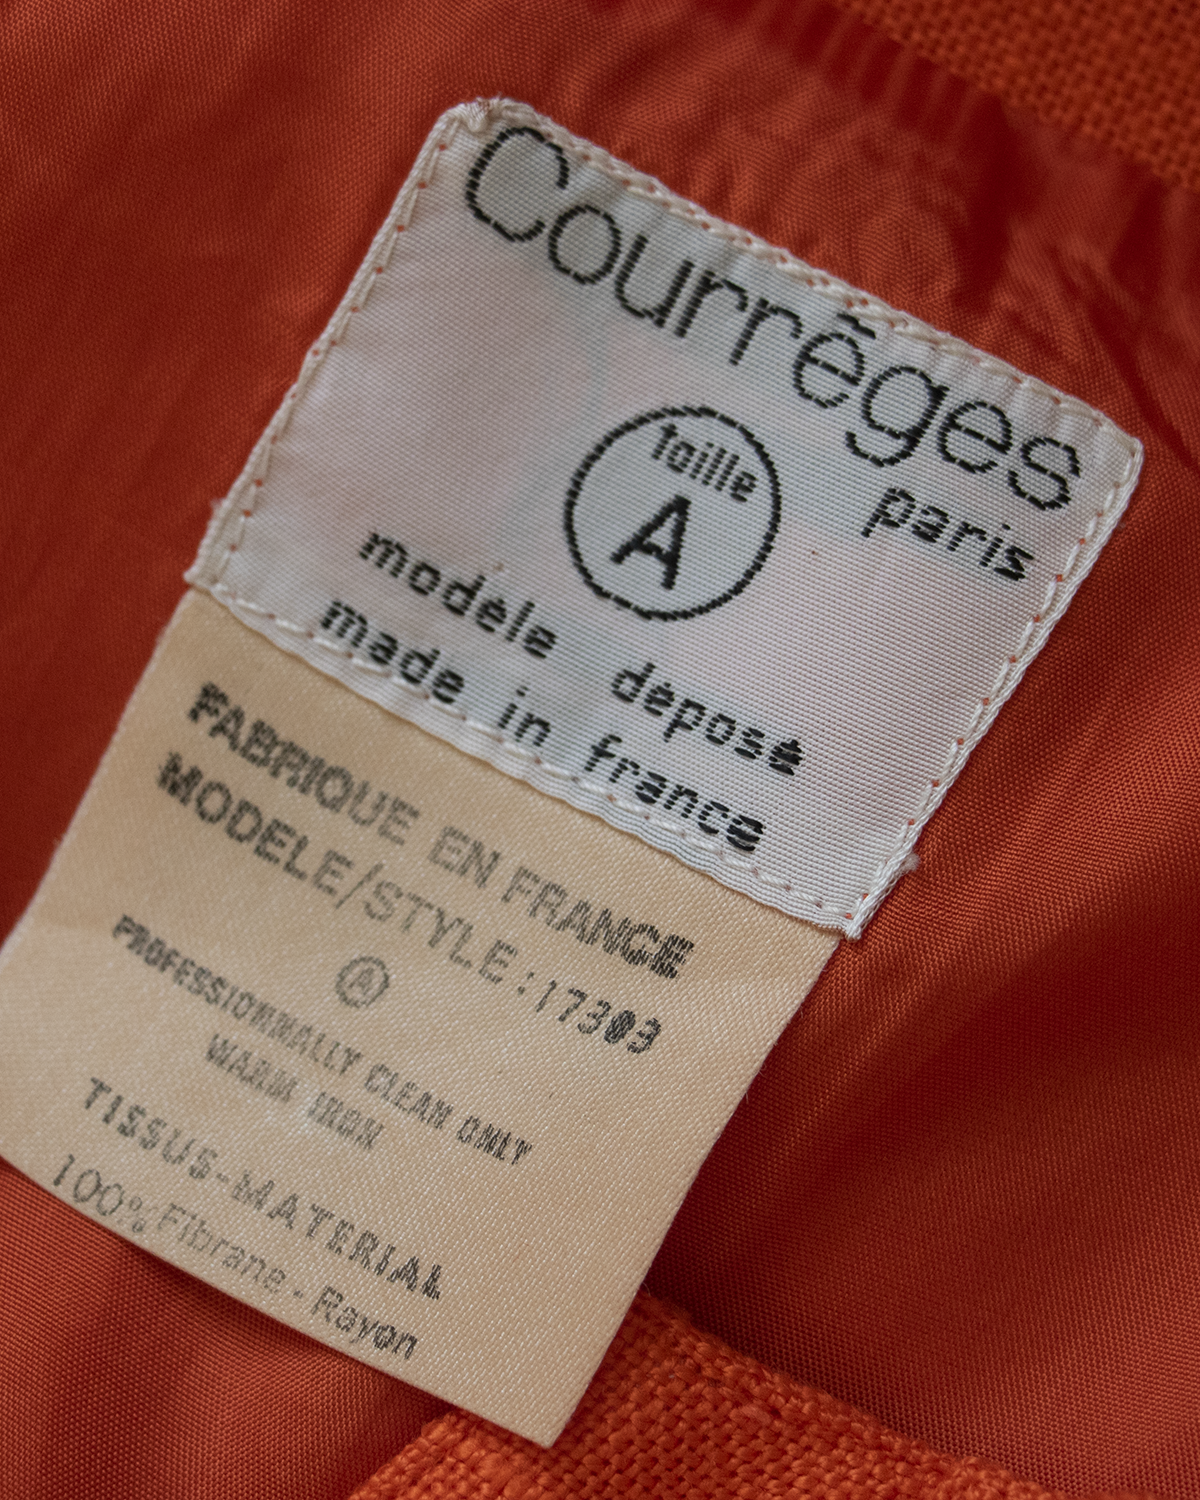 Courrèges
paris
taille
A
modèle déposé
made in france
FABRIQUE EN FRANCE
MODELE/STYLE : 17303
A
PROFESSIONNALLY CLEAN ONLY
WARM IRON
TISSUS-MATERIAL
100% Fibrane - Rayon